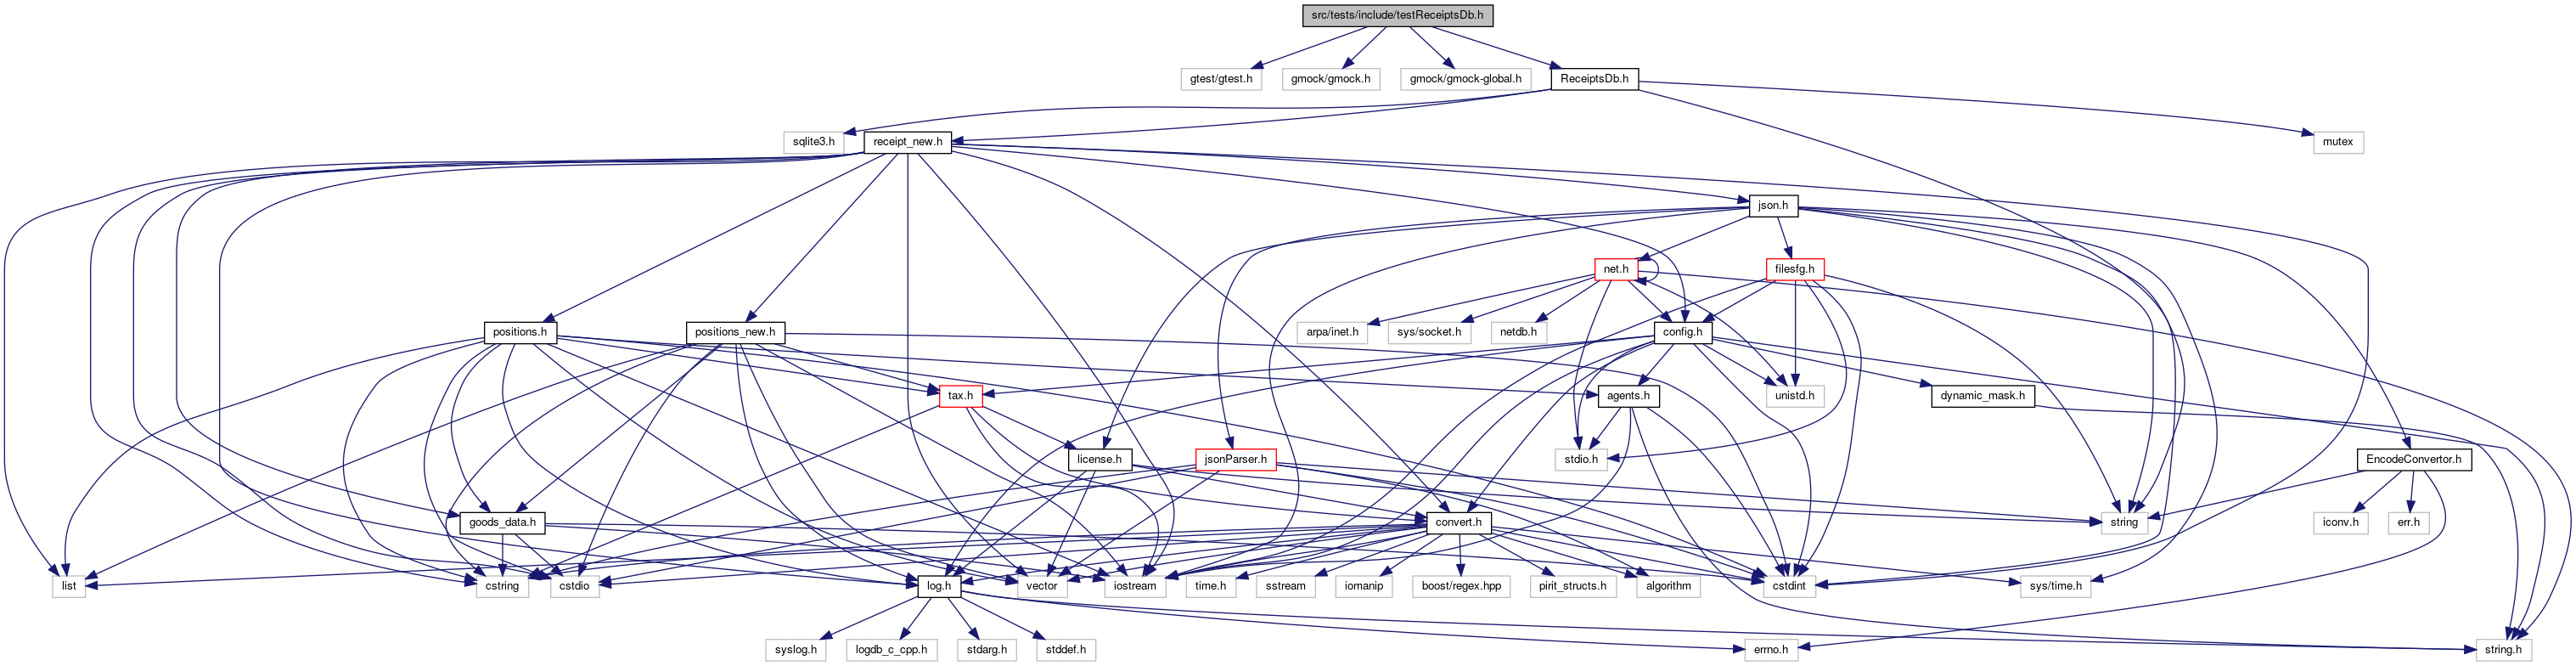 src/tests/include/testReceiptsDb.h
gtest/gtest.h
gmock/gmock.h
gmock/gmock-global.h
ReceiptsDb.h
sqlite3.h
receipt_new.h
mutex
json.h
net.h
filesfg.h
arpa/inet.h
sys/socket.h
netdb.h
config.h
positions.h
positions_new.h
tax.h
agents.h
unistd.h
dynamic_mask.h
license.h
jsonParser.h
stdio.h
EncodeConvertor.h
goods_data.h
convert.h
string
iconv.h
err.h
list
cstring
cstdio
log.h
vector
iostream
time.h
sstream
iomanip
boost/regex.hpp
pirit_structs.h
algorithm
cstdint
sys/time.h
syslog.h
logdb_c_cpp.h
stdarg.h
stddef.h
errno.h
string.h